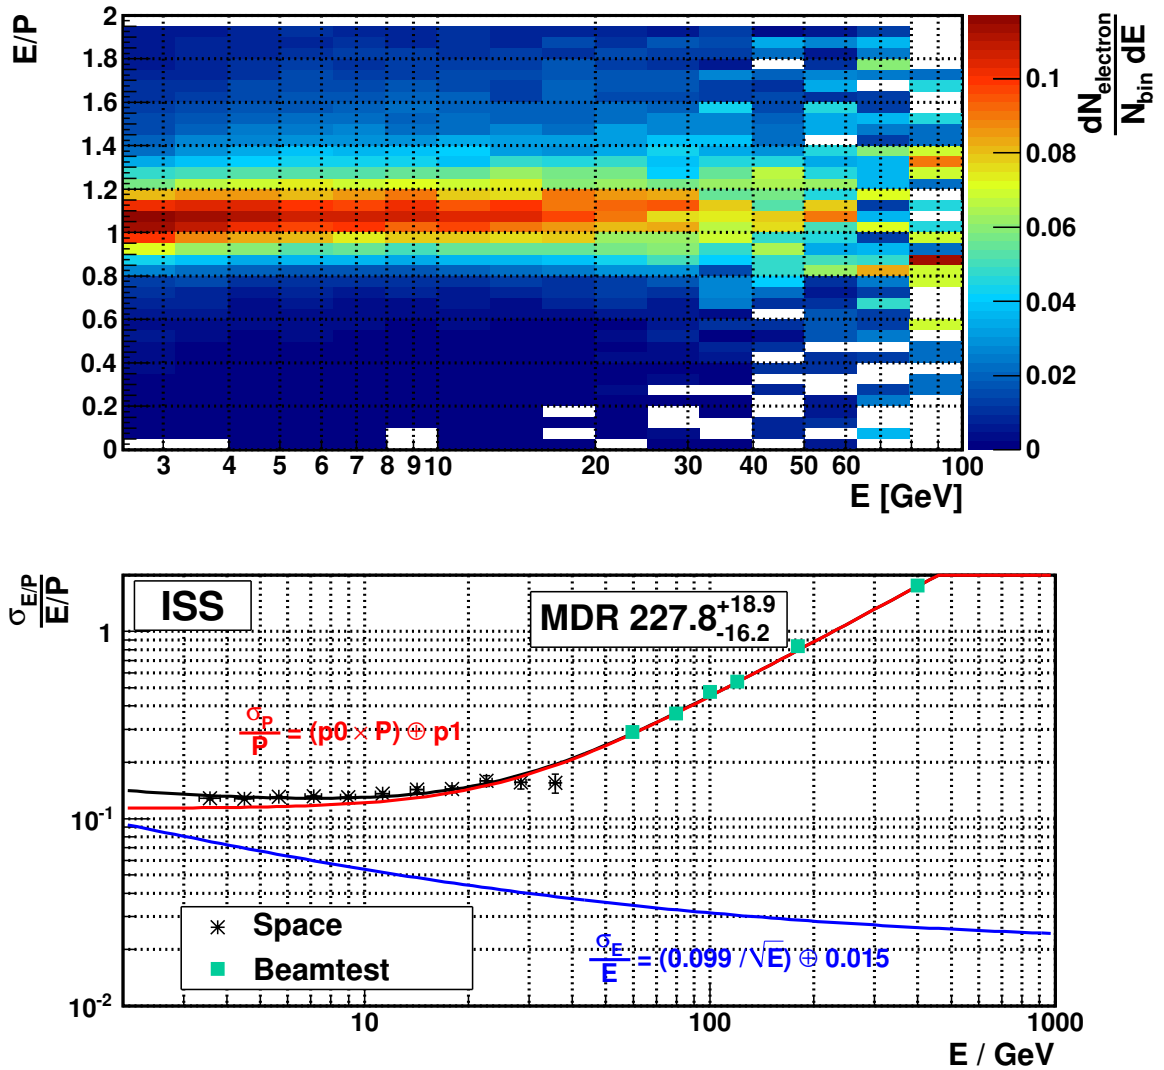 E/P
2
1.8
1.6
1.4
1.2
1
0.8
0.6
0.4
0.2
0
3 4 5 6 7 8 9 10 20 30 40 50 60 100
E [GeV]
0.1
0.08
0.06
0.04
0.02
0
dN_electron
N_bin dE
σ_E/P
E/P
ISS
MDR 227.8 +18.9 -16.2
1
10^-1
10^-2
σ_P / P = (p0 × P) ⊕ p1
Space
Beamtest
σ_E / E = (0.099 /√E) ⊕ 0.015
10 100 1000
E / GeV